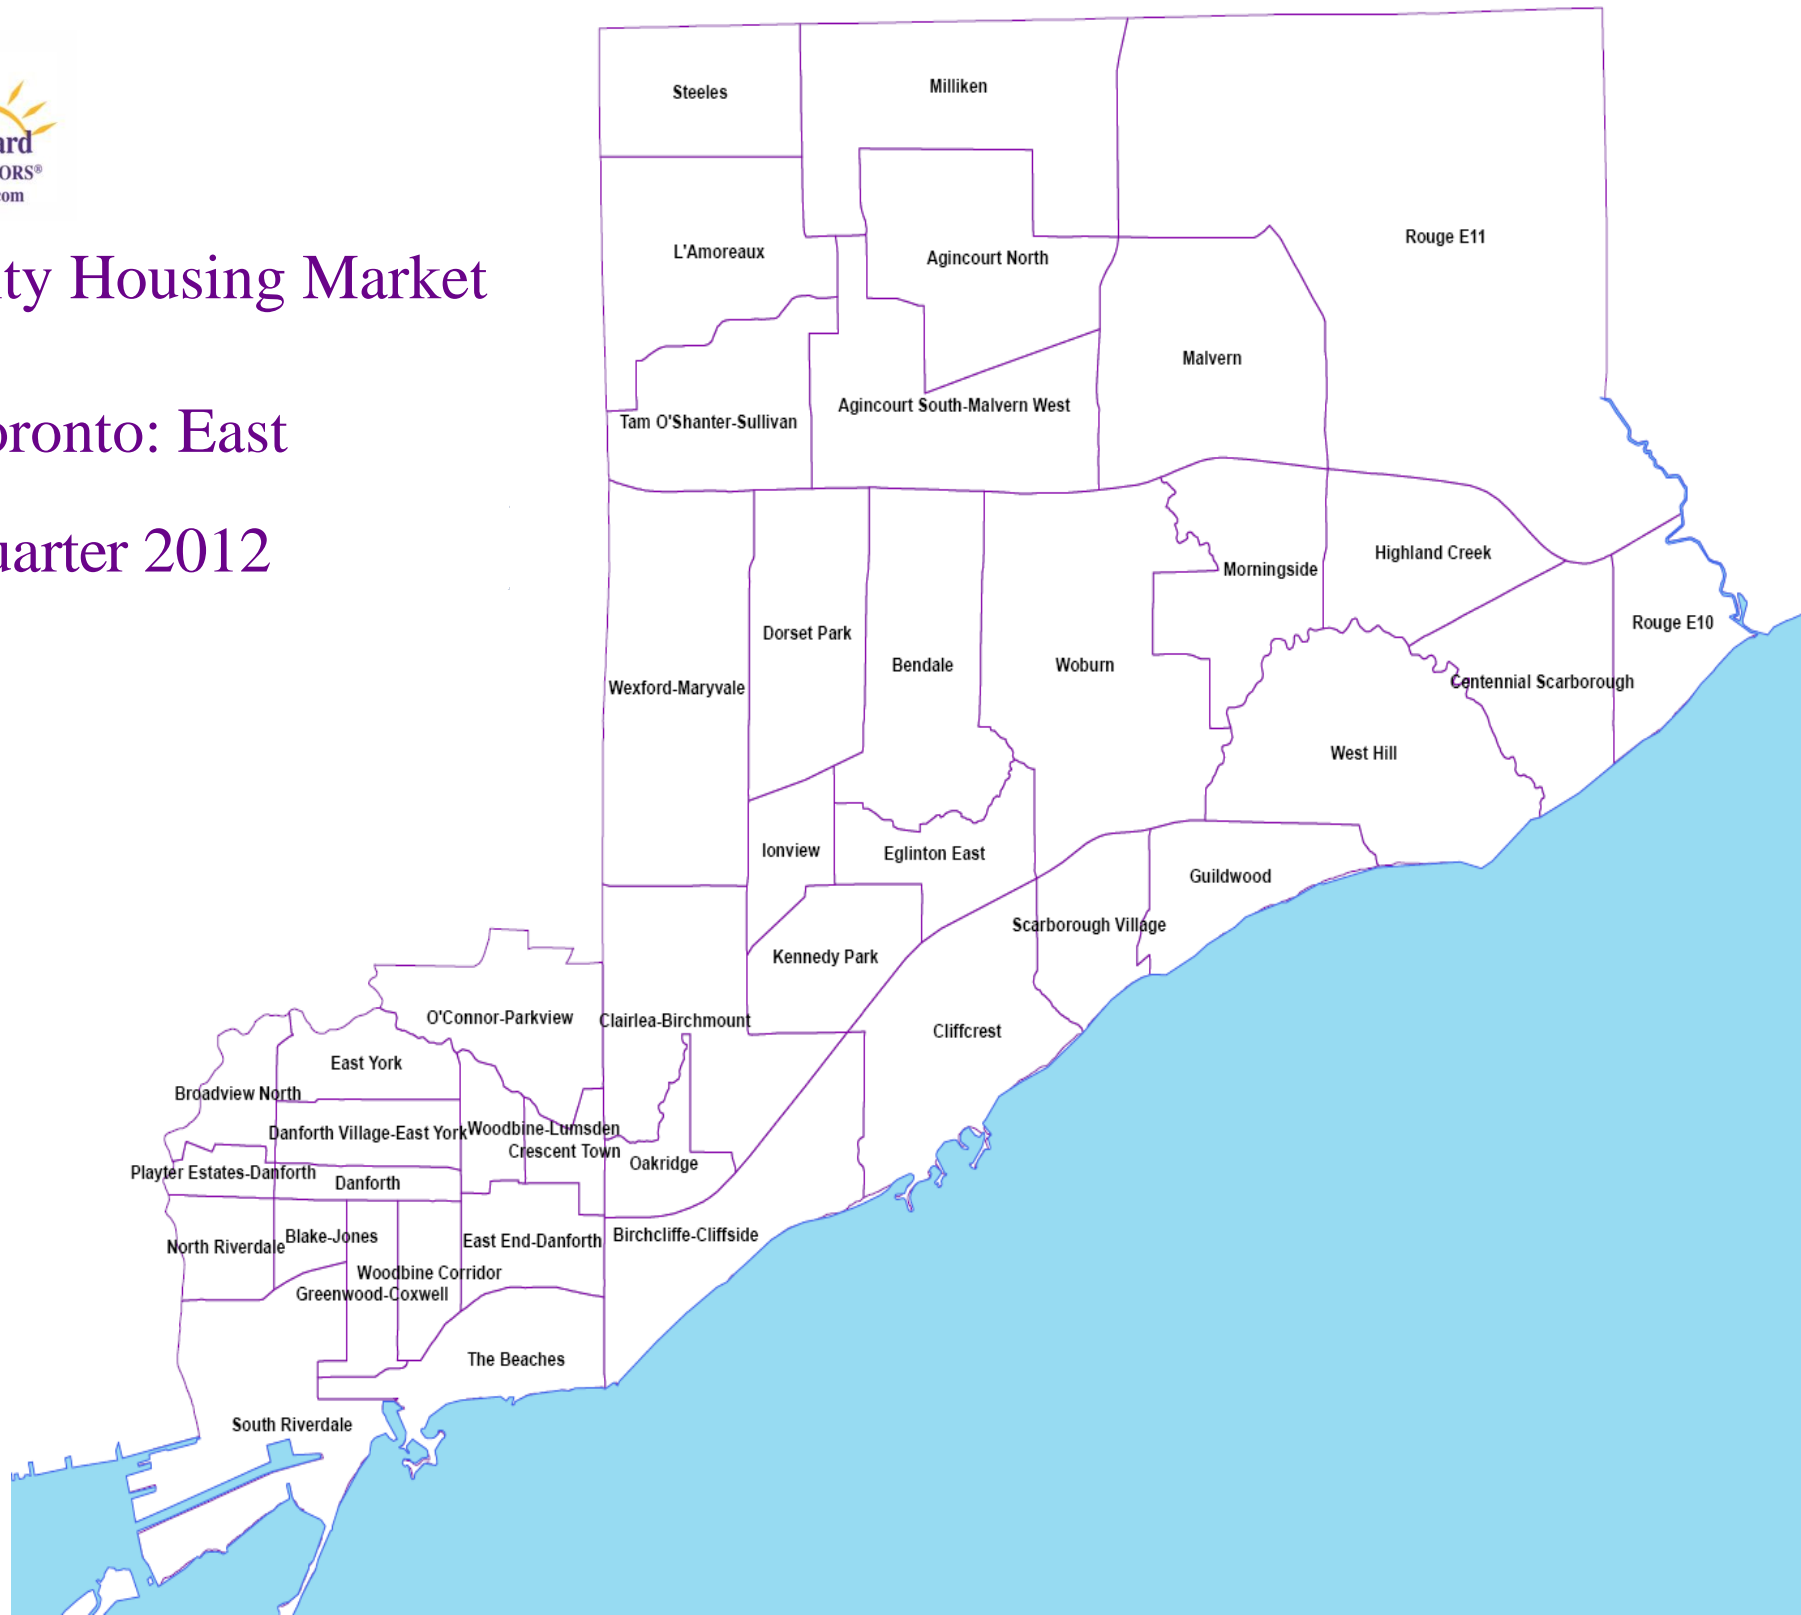 ard
ORS®
com
ity Housing Market
oronto: East
uarter 2012
Steeles
Milliken
L'Amoreaux
Agincourt North
Rouge E11
Malvern
Tam O'Shanter-Sullivan
Agincourt South-Malvern West
Highland Creek
Morningside
Rouge E10
Dorset Park
Bendale
Woburn
Wexford-Maryvale
Centennial Scarborough
West Hill
Ionview
Eglinton East
Guildwood
Scarborough Village
Kennedy Park
O'Connor-Parkview
Clairlea-Birchmount
Cliffcrest
East York
Broadview North
Danforth Village-East York
Woodbine-Lumsden
Crescent Town
Oakridge
Playter Estates-Danforth
Danforth
North Riverdale
Blake-Jones
East End-Danforth
Birchcliffe-Cliffside
Woodbine Corridor
Greenwood-Coxwell
The Beaches
South Riverdale